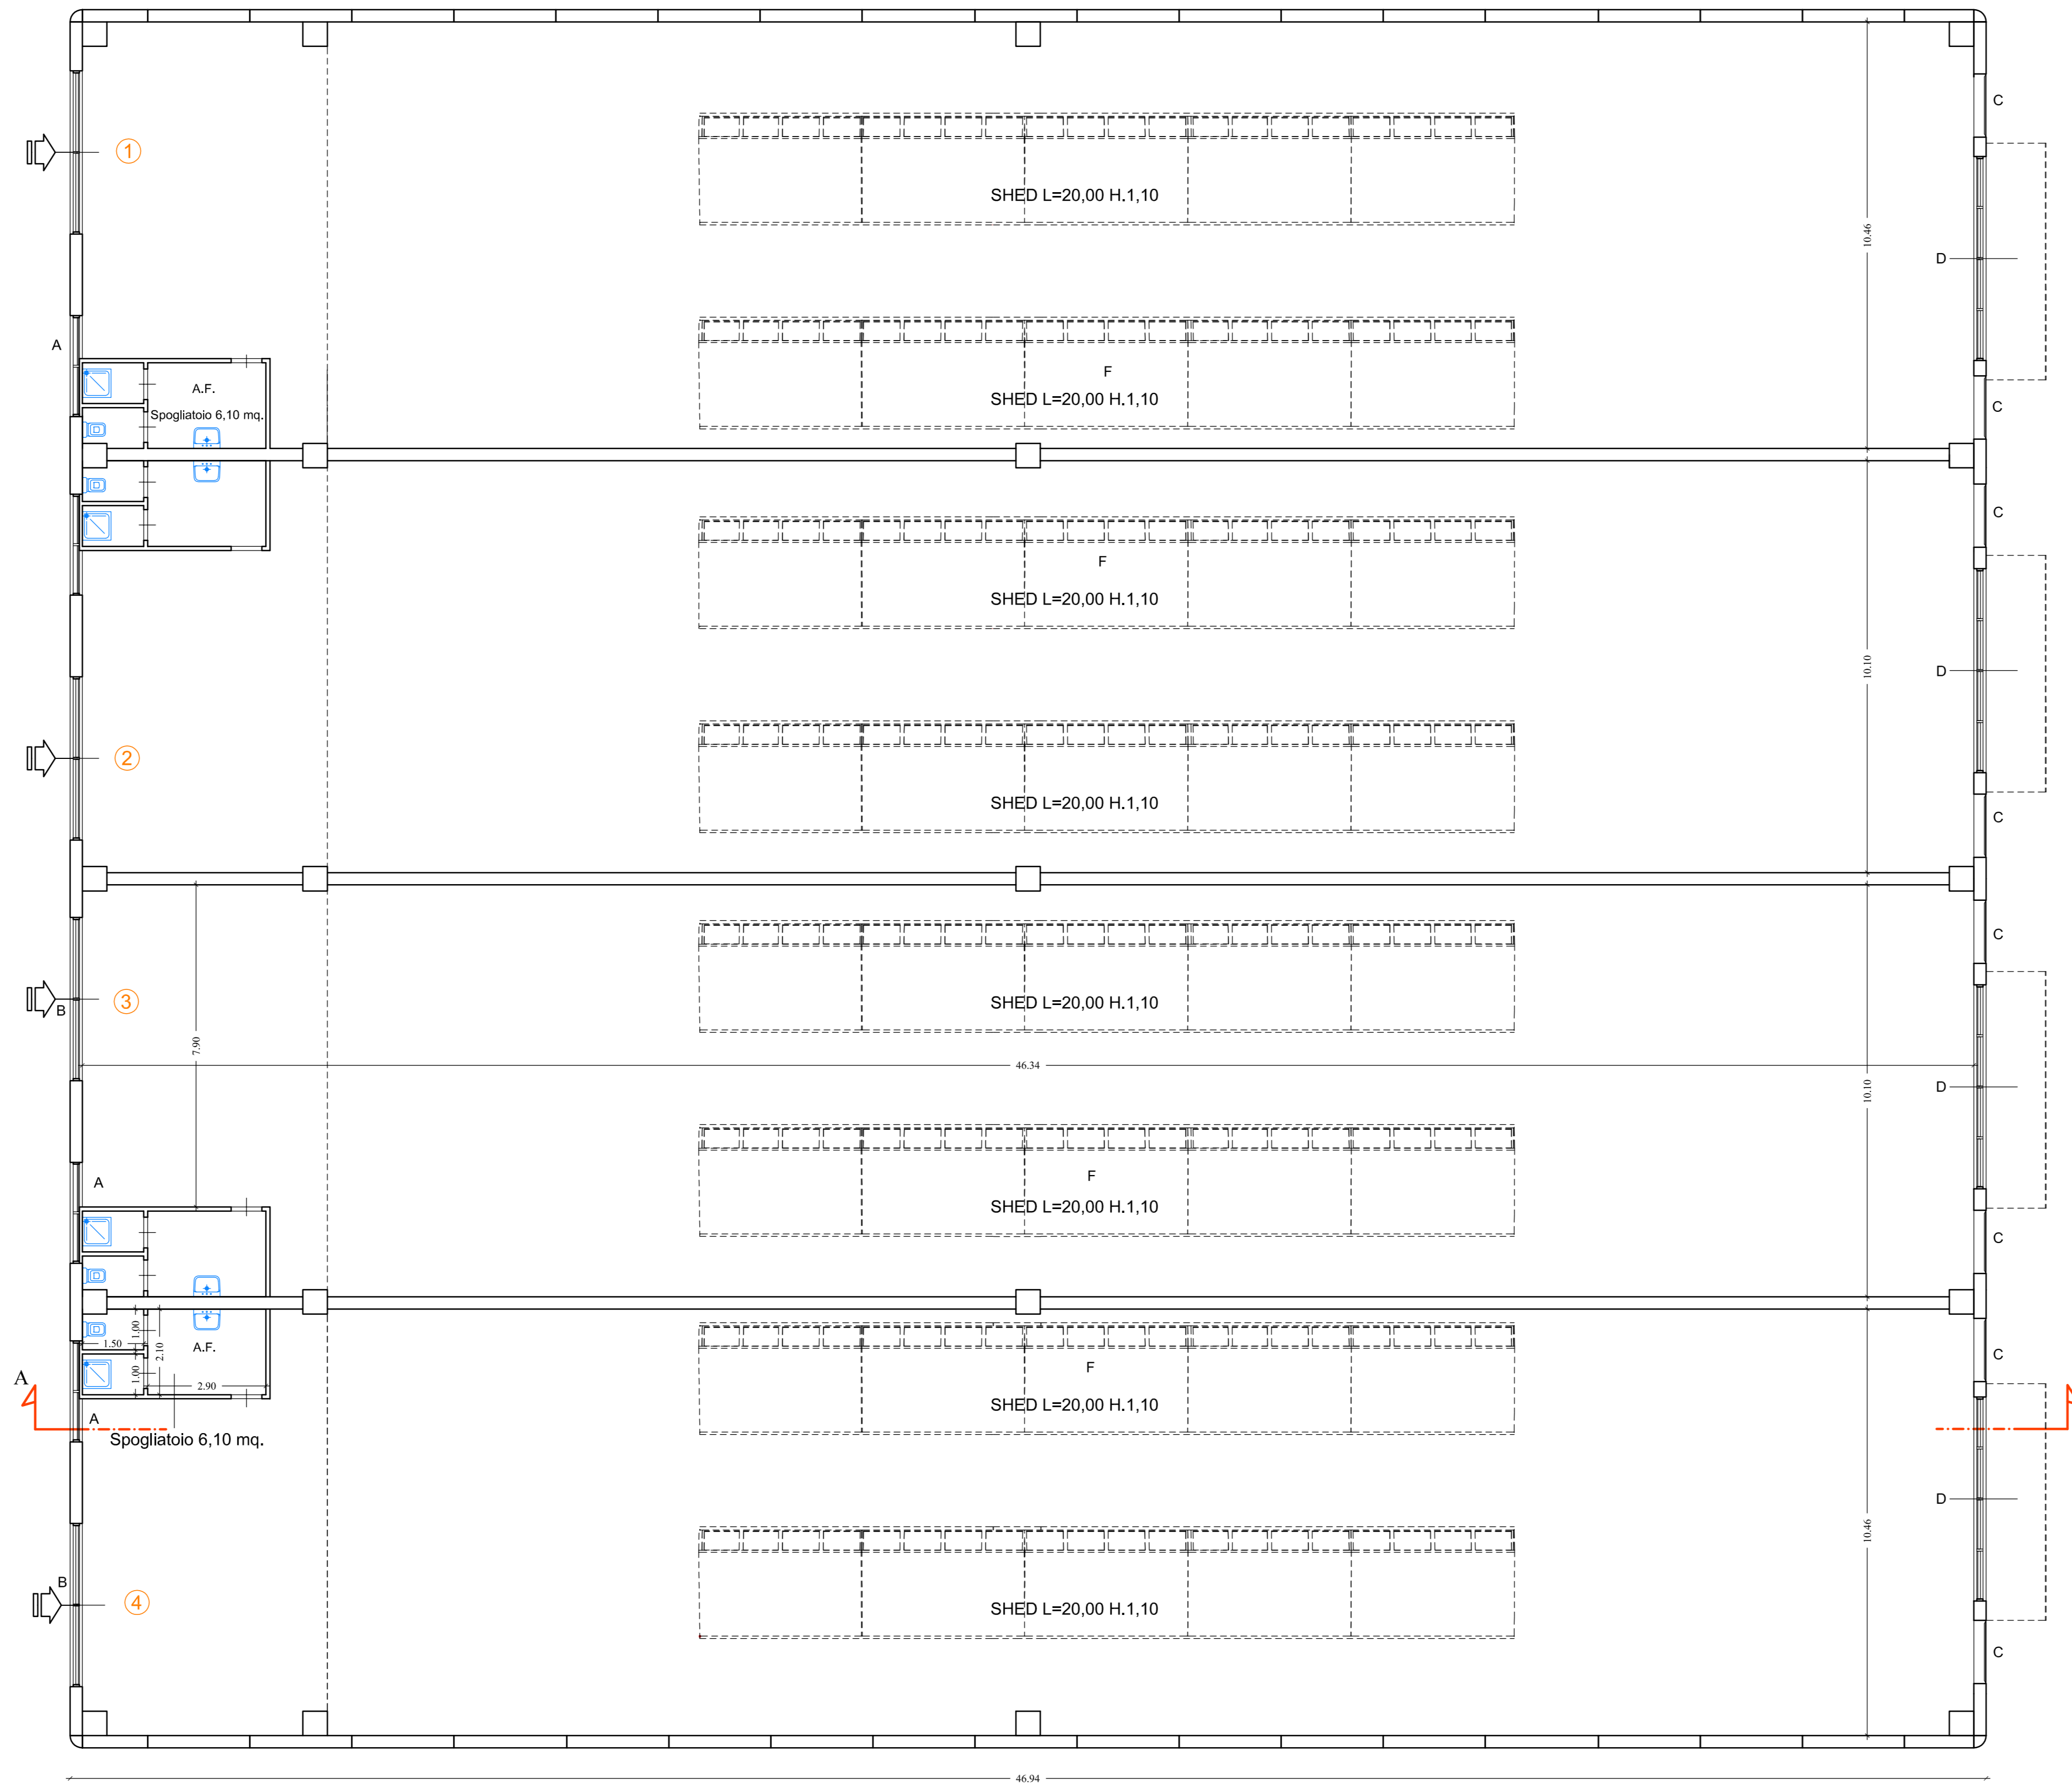 C
1
SHED L=20,00 H.1,10
10.46
D
A
F
A.F.
SHED L=20,00 H.1,10
C
Spogliatoio 6,10 mq.
C
F
SHED L=20,00 H.1,10
10.10
D
2
SHED L=20,00 H.1,10
C
C
3
SHED L=20,00 H.1,10
B
7.90
46.34
D
10.10
A
F
SHED L=20,00 H.1,10
C
1.00
1.50
2.10
A.F.
C
F
1.00
A
2.90
SHED L=20,00 H.1,10
A
Spogliatoio 6,10 mq.
D
10.46
B
4
SHED L=20,00 H.1,10
C
46.94